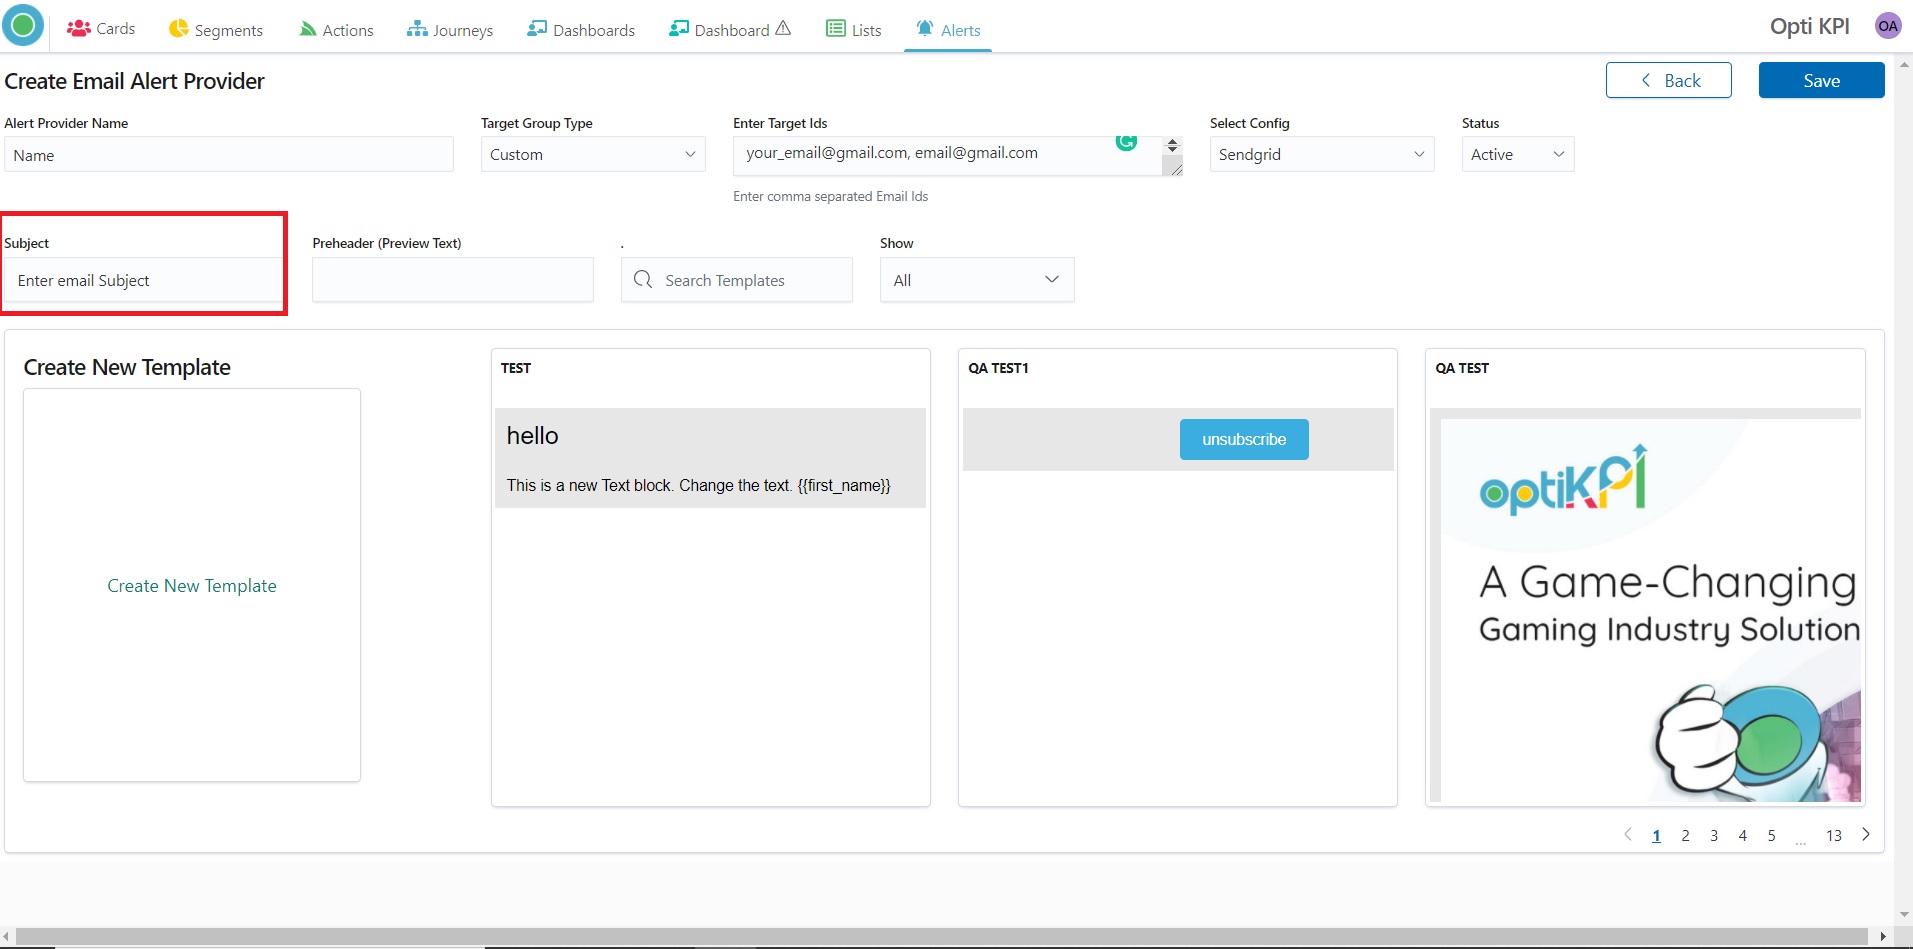 Cards Segments Actions Journeys Dashboards Dashboard Lists Alerts Opti KPI OA
Create Email Alert Provider
Back Save
Alert Provider Name Target Group Type Enter Target Ids Select Config Status
Name Custom your_email@gmail.com, email@gmail.com Sendgrid Active
Enter comma separated Email Ids
Subject Preheader (Preview Text) . Show
Enter email Subject Search Templates All
Create New Template
Create New Template
TEST
hello
This is a new Text block. Change the text. {{first_name}}
QA TEST1
unsubscribe
QA TEST
optiKPI
A Game-Changing
Gaming Industry Solution
1 2 3 4 5 ... 13